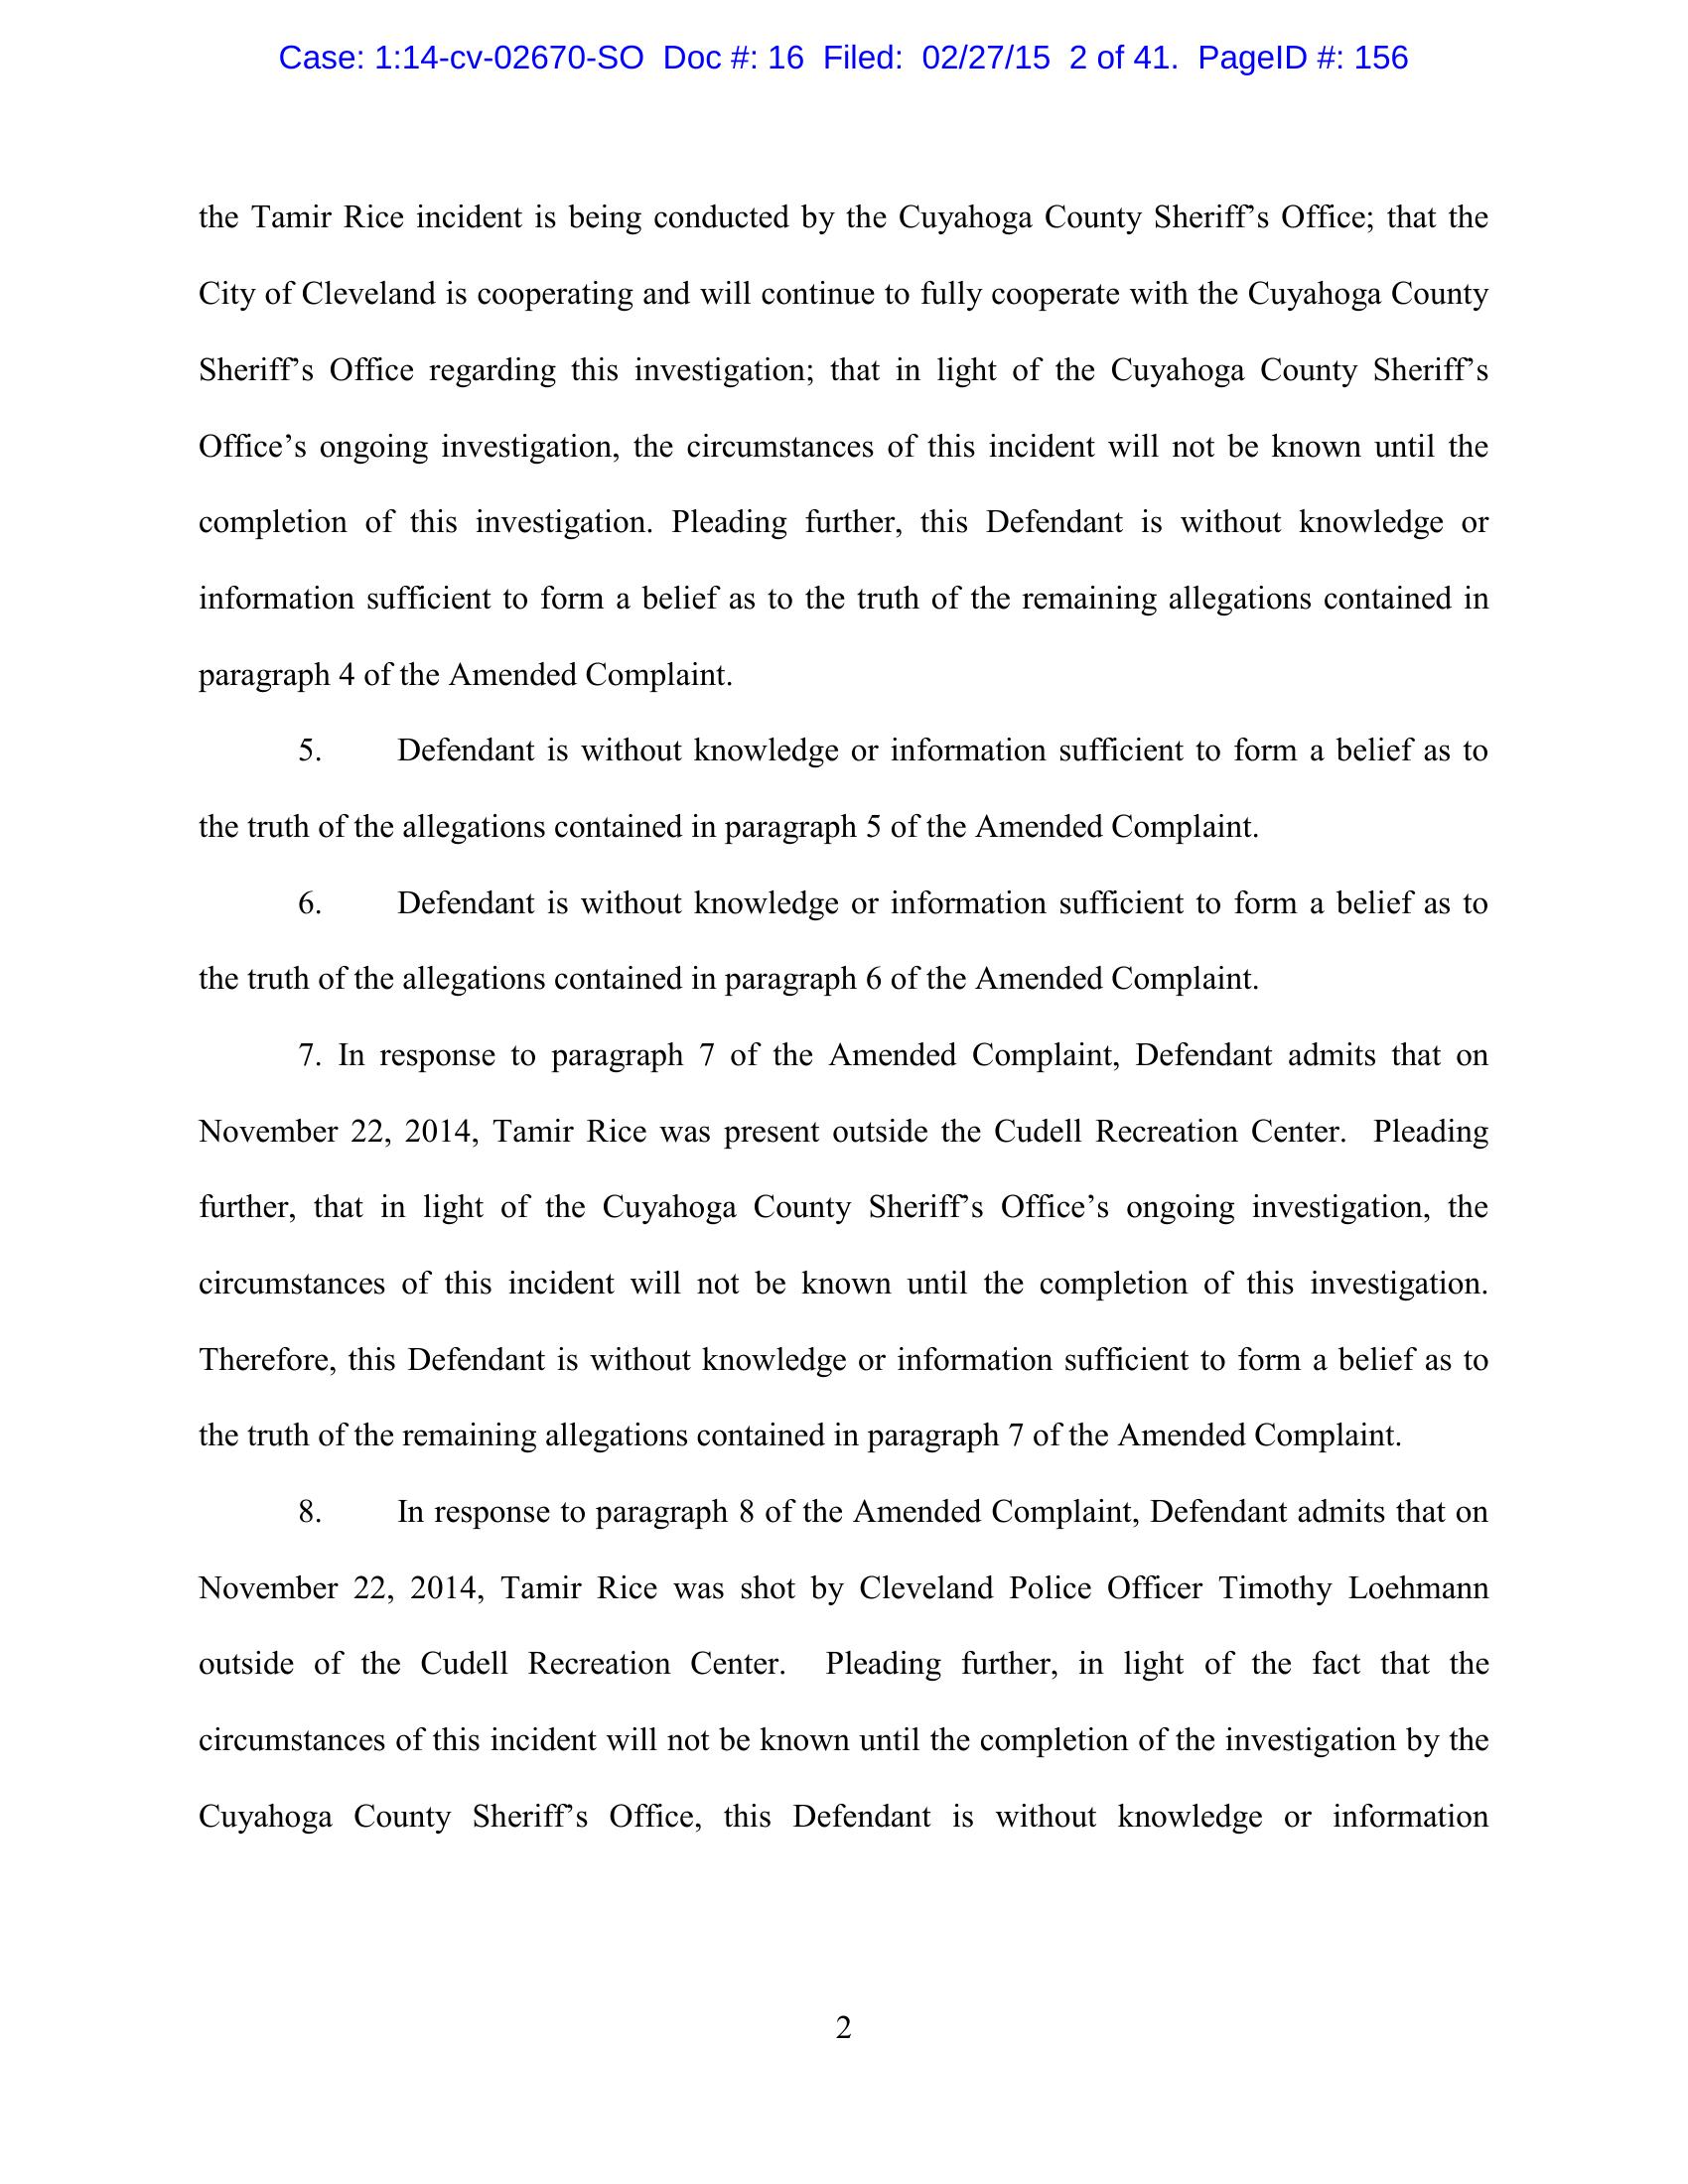 Case: 1:14-cv-02670-SO Doc #: 16 Filed: 02/27/15 2 of 41. PageID #: 156
the Tamir Rice incident is being conducted by the Cuyahoga County Sheriff’s Office; that the
City of Cleveland is cooperating and will continue to fully cooperate with the Cuyahoga County
Sheriff’s Office regarding this investigation; that in light of the Cuyahoga County Sheriff’s
Office’s ongoing investigation, the circumstances of this incident will not be known until the
completion of this investigation. Pleading further, this Defendant is without knowledge or
information sufficient to form a belief as to the truth of the remaining allegations contained in
paragraph 4 of the Amended Complaint.
5. Defendant is without knowledge or information sufficient to form a belief as to
the truth of the allegations contained in paragraph 5 of the Amended Complaint.
6. Defendant is without knowledge or information sufficient to form a belief as to
the truth of the allegations contained in paragraph 6 of the Amended Complaint.
7. In response to paragraph 7 of the Amended Complaint, Defendant admits that on
November 22, 2014, Tamir Rice was present outside the Cudell Recreation Center. Pleading
further, that in light of the Cuyahoga County Sheriff’s Office’s ongoing investigation, the
circumstances of this incident will not be known until the completion of this investigation.
Therefore, this Defendant is without knowledge or information sufficient to form a belief as to
the truth of the remaining allegations contained in paragraph 7 of the Amended Complaint.
8. In response to paragraph 8 of the Amended Complaint, Defendant admits that on
November 22, 2014, Tamir Rice was shot by Cleveland Police Officer Timothy Loehmann
outside of the Cudell Recreation Center. Pleading further, in light of the fact that the
circumstances of this incident will not be known until the completion of the investigation by the
Cuyahoga County Sheriff’s Office, this Defendant is without knowledge or information
2